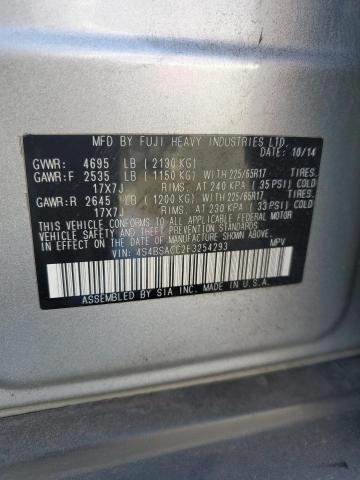 MFD BY FUJI HEAVY INDUSTRIES LTD.
DATE: 10/14
GVWR: 4695 LB (2130 KG)
GAWR:F 2535 LB (1150 KG) WITH 225/65R17 TIRES.
17X7J RIMS. AT 240 KPA (35 PSI) COLD
GAWR:R 2645 LB (1200 KG) WITH 225/65R17 TIRES.
17X7J RIMS. AT 230 KPA (33 PSI) COLD
THIS VEHICLE CONFORMS TO ALL APPLICABLE FEDERAL MOTOR
VEHICLE SAFETY AND THEFT PREVENTION STANDARDS IN
EFFECT ON THE DATE OF MANUFACTURE SHOWN ABOVE.
VIN: 4S4BSACC2F3254293 MPV
ASSEMBLED BY SIA INC. MADE IN U.S.A.